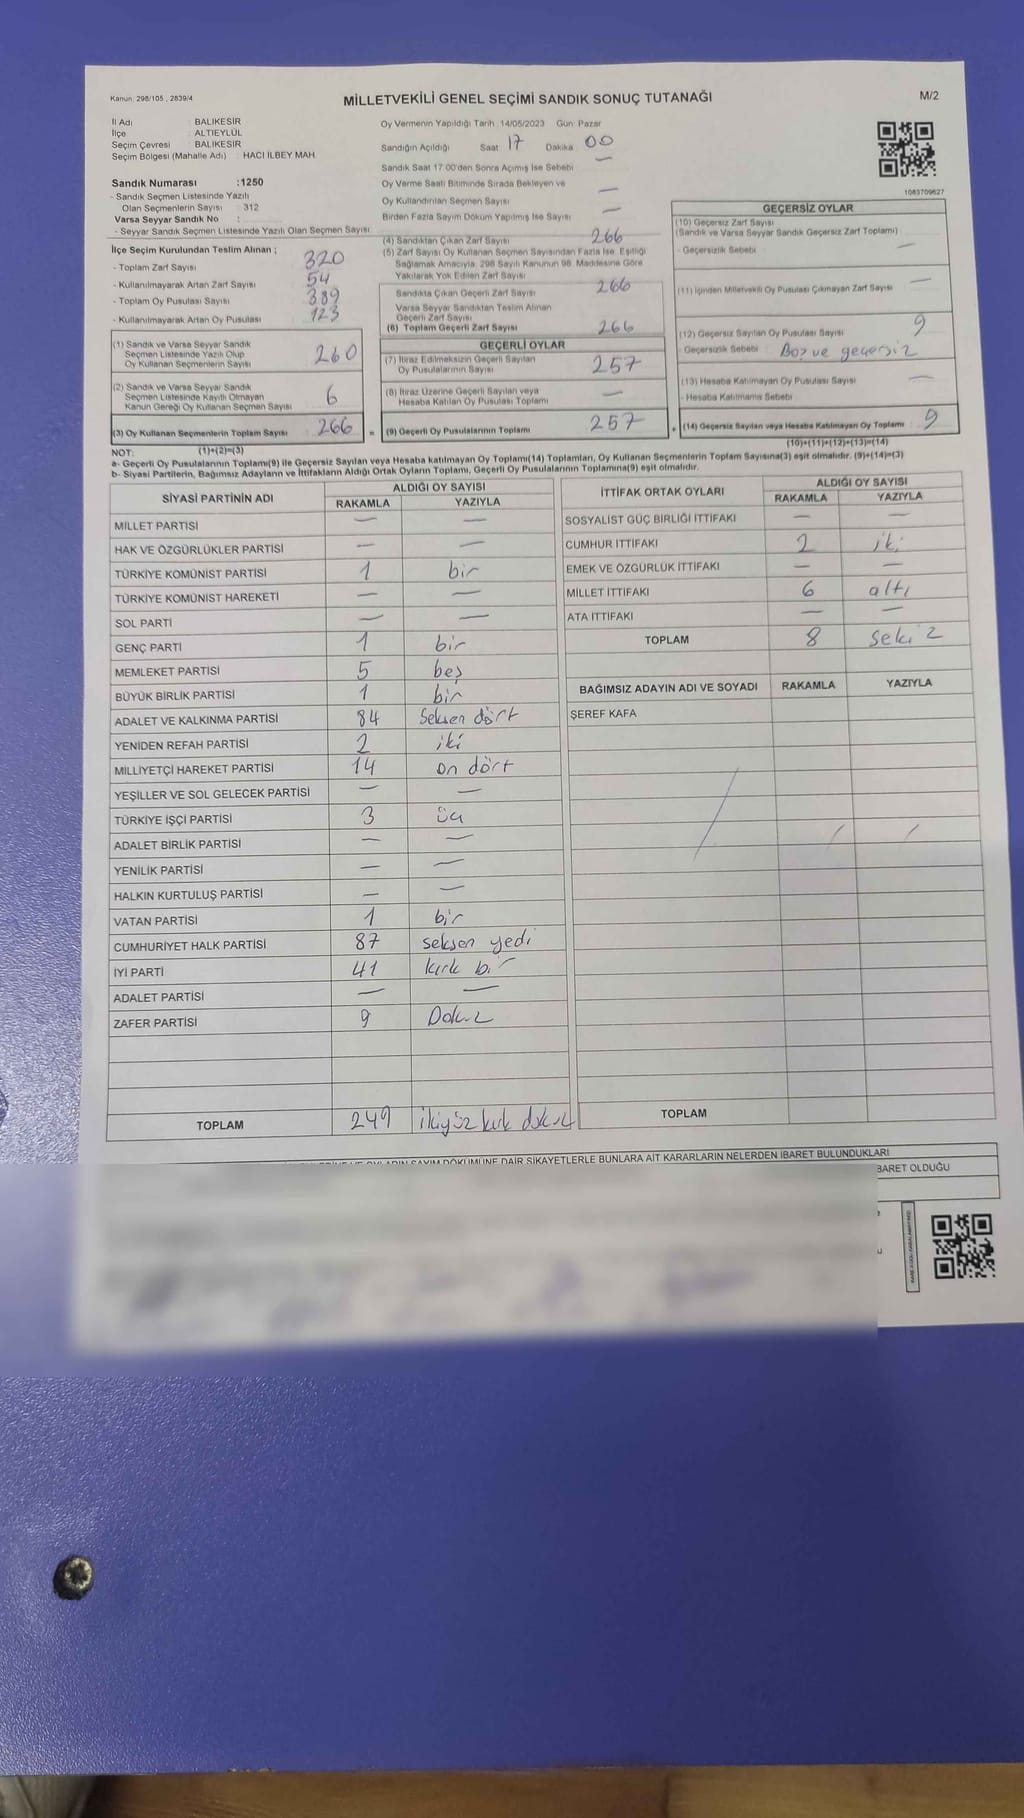 Kanun: 298/105 , 2839/4
MİLLETVEKİLİ GENEL SEÇİMİ SANDIK SONUÇ TUTANAĞI
M/2
İl Adı : BALIKESİR
İlçe : ALTIEYLÜL
Seçim Çevresi : BALIKESİR
Seçim Bölgesi (Mahalle Adı) : HACI İLBEY MAH.
Sandık Numarası :1250
- Sandık Seçmen Listesinde Yazılı
Olan Seçmenlerin Sayısı : 312
Varsa Seyyar Sandık No :
- Seyyar Sandık Seçmen Listesinde Yazılı Olan Seçmen Sayısı :
Oy Vermenin Yapıldığı Tarih :14/05/2023 Gün: Pazar
Sandığın Açıldığı Saat 17 Dakika 00
Sandık Saat 17:00'den Sonra Açımış İse Sebebi —
Oy Verme Saati Bitiminde Sırada Bekleyen ve
Oy Kullandırılan Seçmen Sayısı —
Birden Fazla Sayım Döküm Yapılmış İse Sayısı —
1083709627
İlçe Seçim Kurulundan Teslim Alınan ;
- Toplam Zarf Sayısı 320
- Kullanılmayarak Artan Zarf Sayısı 54
- Toplam Oy Pusulası Sayısı 389
- Kullanılmayarak Artan Oy Pusulası 123
(1) Sandık ve Varsa Seyyar Sandık
Seçmen Listesinde Yazılı Olup
Oy Kullanan Seçmenlerin Sayısı 260
(2) Sandık ve Varsa Seyyar Sandık
Seçmen Listesinde Kayıtlı Olmayan
Kanun Gereği Oy Kullanan Seçmen Sayısı 6
(3) Oy Kullanan Seçmenlerin Toplam Sayısı 266 =
(1)+(2)=(3)
(4) Sandıktan Çıkan Zarf Sayısı 266
(5) Zarf Sayısı Oy Kullanan Seçmen Sayısından Fazla İse, Eşitliği
Sağlamak Amacıyla, 298 Sayılı Kanunun 98. Maddesine Göre
Yakılarak Yok Edilen Zarf Sayısı
Sandıkta Çıkan Geçerli Zarf Sayısı 266
Varsa Seyyar Sandıktan Teslim Alınan
Geçerli Zarf Sayısı
(6) Toplam Geçerli Zarf Sayısı 266
GEÇERLİ OYLAR
(7) İtiraz Edilmeksizin Geçerli Sayılan
Oy Pusulalarının Sayısı 257
(8) İtiraz Üzerine Geçerli Sayılan veya
Hesaba Katılan Oy Pusulası Toplamı —
(9) Geçerli Oy Pusulalarının Toplamı 257 +
GEÇERSİZ OYLAR
(10) Geçersiz Zarf Sayısı
(Sandık ve Varsa Seyyar Sandık Geçersiz Zarf Toplamı)
- Geçersizlik Sebebi —
(11) İçinden Milletvekili Oy Pusulası Çıkmayan Zarf Sayısı —
(12) Geçersiz Sayılan Oy Pusulası Sayısı 9
- Geçersizlik Sebebi Boş ve geçersiz
(13) Hesaba Katılmayan Oy Pusulası Sayısı —
- Hesaba Katılmama Sebebi
(14) Geçersiz Sayılan veya Hesaba Katılmayan Oy Toplamı 9
(10)+(11)+(12)+(13)=(14)
NOT:
a- Geçerli Oy Pusulalarının Toplamı(9) ile Geçersiz Sayılan veya Hesaba katılmayan Oy Toplamı(14) Toplamları, Oy Kullanan Seçmenlerin Toplam Sayısına(3) eşit olmalıdır. (9)+(14)=(3)
b- Siyasi Partilerin, Bağımsız Adayların ve İttifakların Aldığı Ortak Oyların Toplamı, Geçerli Oy Pusulalarının Toplamına(9) eşit olmalıdır.
SİYASİ PARTİNİN ADI ALDIĞI OY SAYISI
RAKAMLA YAZIYLA
MİLLET PARTİSİ — —
HAK VE ÖZGÜRLÜKLER PARTİSİ — —
TÜRKİYE KOMÜNİST PARTİSİ 1 bir
TÜRKİYE KOMÜNİST HAREKETİ — —
SOL PARTİ — —
GENÇ PARTİ 1 bir
MEMLEKET PARTİSİ 5 beş
BÜYÜK BİRLİK PARTİSİ 1 bir
ADALET VE KALKINMA PARTİSİ 84 Seksen dört
YENİDEN REFAH PARTİSİ 2 iki
MİLLİYETÇİ HAREKET PARTİSİ 14 on dört
YEŞİLLER VE SOL GELECEK PARTİSİ — —
TÜRKİYE İŞÇİ PARTİSİ 3 üç
ADALET BİRLİK PARTİSİ — —
YENİLİK PARTİSİ — —
HALKIN KURTULUŞ PARTİSİ — —
VATAN PARTİSİ 1 bir
CUMHURİYET HALK PARTİSİ 87 seksen yedi
İYİ PARTİ 41 kırk bir
ADALET PARTİSİ — —
ZAFER PARTİSİ 9 Dokuz
TOPLAM 249 ikiyüz kırk dokuz
İTTİFAK ORTAK OYLARI ALDIĞI OY SAYISI
RAKAMLA YAZIYLA
SOSYALİST GÜÇ BİRLİĞİ İTTİFAKI — —
CUMHUR İTTİFAKI 2 iki
EMEK VE ÖZGÜRLÜK İTTİFAKI — —
MİLLET İTTİFAKI 6 altı
ATA İTTİFAKI — —
TOPLAM 8 sekiz
BAĞIMSIZ ADAYIN ADI VE SOYADI RAKAMLA YAZIYLA
ŞEREF KAFA
TOPLAM
SAYIM DÖKÜMÜNE DAİR ŞİKAYETLERLE BUNLARA AİT KARARLARIN NELERDEN İBARET BULUNDUKLARI
BARET OLDUĞU